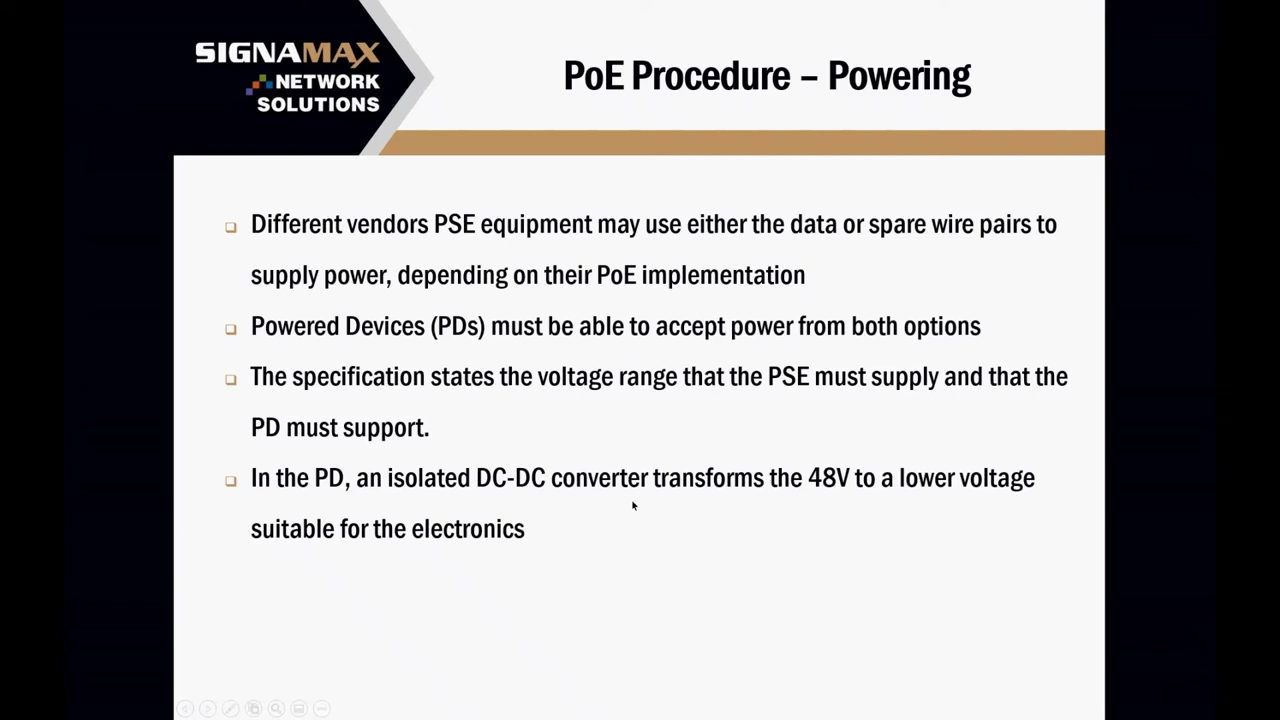 SIGNAMAX
NETWORK
SOLUTIONS
PoE Procedure – Powering
Different vendors PSE equipment may use either the data or spare wire pairs to
supply power, depending on their PoE implementation
Powered Devices (PDs) must be able to accept power from both options
The specification states the voltage range that the PSE must supply and that the
PD must support.
In the PD, an isolated DC-DC converter transforms the 48V to a lower voltage
suitable for the electronics